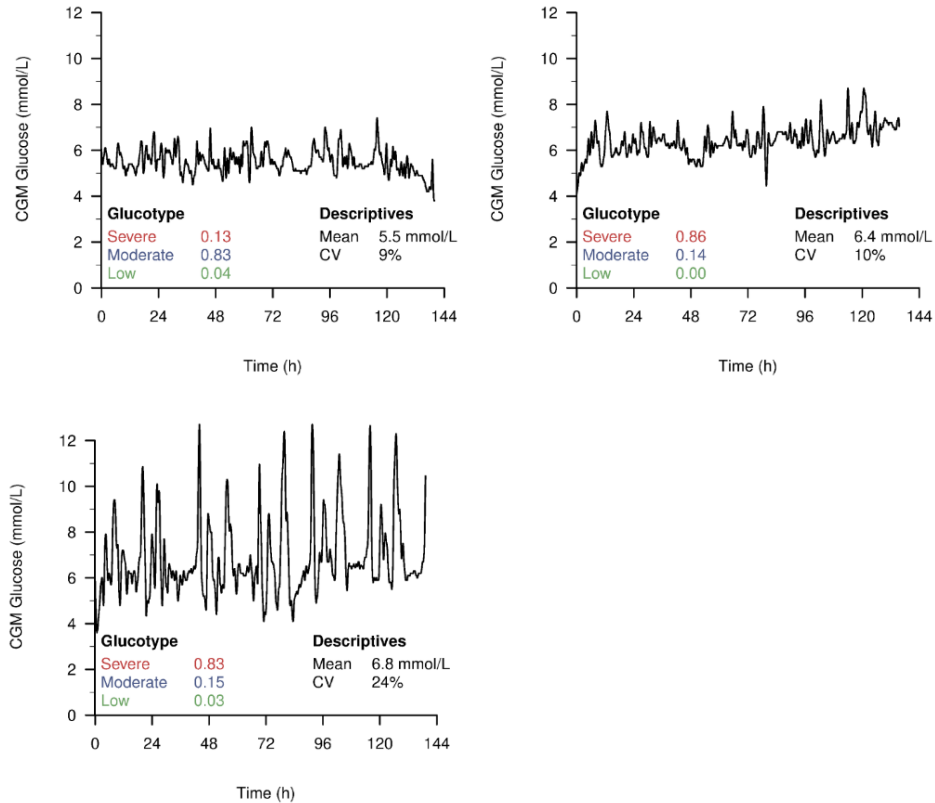 CGM Glucose (mmol/L)
12
10
8
6
4
2
0
Glucotype Descriptives
Severe 0.13 Mean 5.5 mmol/L
Moderate 0.83 CV 9%
Low 0.04
0 24 48 72 96 120 144
Time (h)
CGM Glucose (mmol/L)
12
10
8
6
4
2
0
Glucotype Descriptives
Severe 0.86 Mean 6.4 mmol/L
Moderate 0.14 CV 10%
Low 0.00
0 24 48 72 96 120 144
Time (h)
CGM Glucose (mmol/L)
12
10
8
6
4
2
0
Glucotype Descriptives
Severe 0.83 Mean 6.8 mmol/L
Moderate 0.15 CV 24%
Low 0.03
0 24 48 72 96 120 144
Time (h)